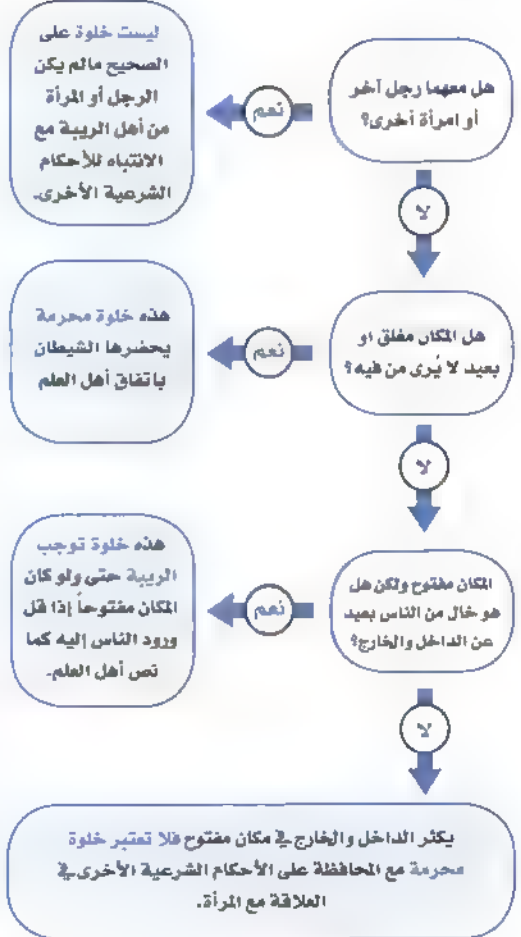 هل معهما رجل آخر
أو امرأة أخرى؟
نعم
ليست خلوة على
الصحيح مالم يكن
الرجل أو المرأة
من أهل الريبة مع
الانتباه للأحكام
الشرعية الأخرى.
لا
هل المكان مغلق او
بعيد لا يُرى من فيه؟
نعم
هذه خلوة محرمة
يحضرها الشيطان
باتفاق أهل العلم
لا
المكان مفتوح ولكن هل
هو خال من الناس بعيد
عن الداخل والخارج؟
نعم
هذه خلوة توجب
الريبة حتى ولو كان
المكان مفتوحاً إذا قل
ورود الناس إليه كما
نص أهل العلم.
لا
يكثر الداخل والخارج في مكان مفتوح فلا تعتبر خلوة
محرمة مع المحافظة على الأحكام الشرعية الأخرى في
العلاقة مع المرأة.